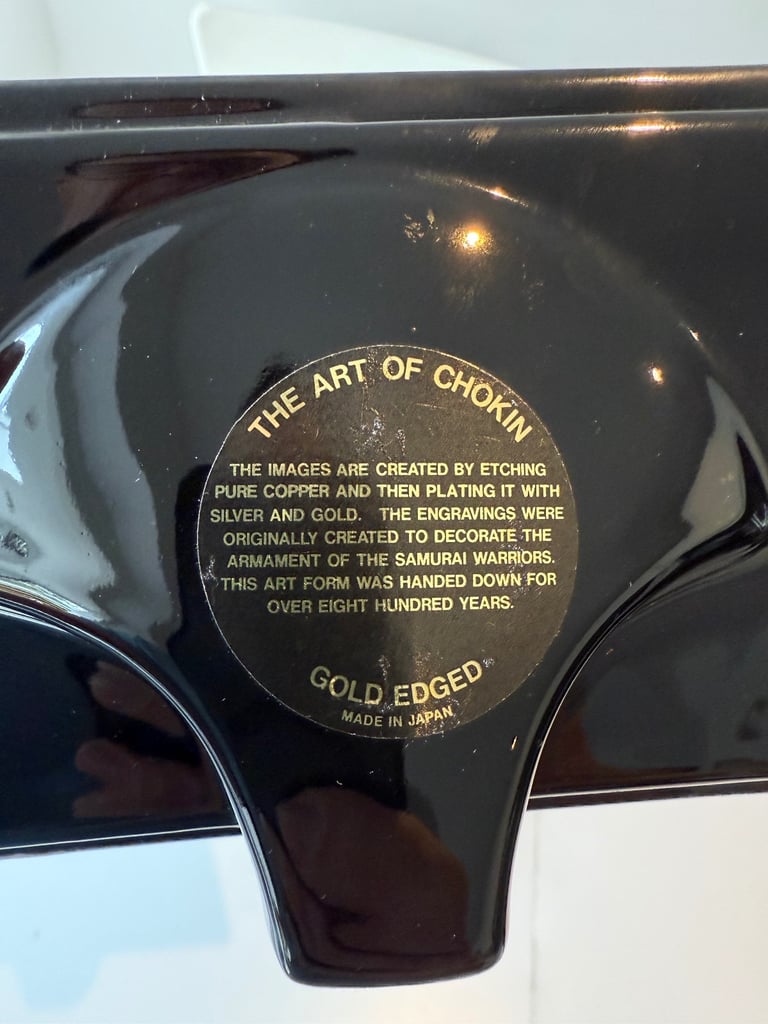 THE ART OF CHOKIN
THE IMAGES ARE CREATED BY ETCHING
PURE COPPER AND THEN PLATING IT WITH
SILVER AND GOLD. THE ENGRAVINGS WERE
ORIGINALLY CREATED TO DECORATE THE
ARMAMENT OF THE SAMURAI WARRIORS.
THIS ART FORM WAS HANDED DOWN FOR
OVER EIGHT HUNDRED YEARS.
GOLD EDGED
MADE IN JAPAN